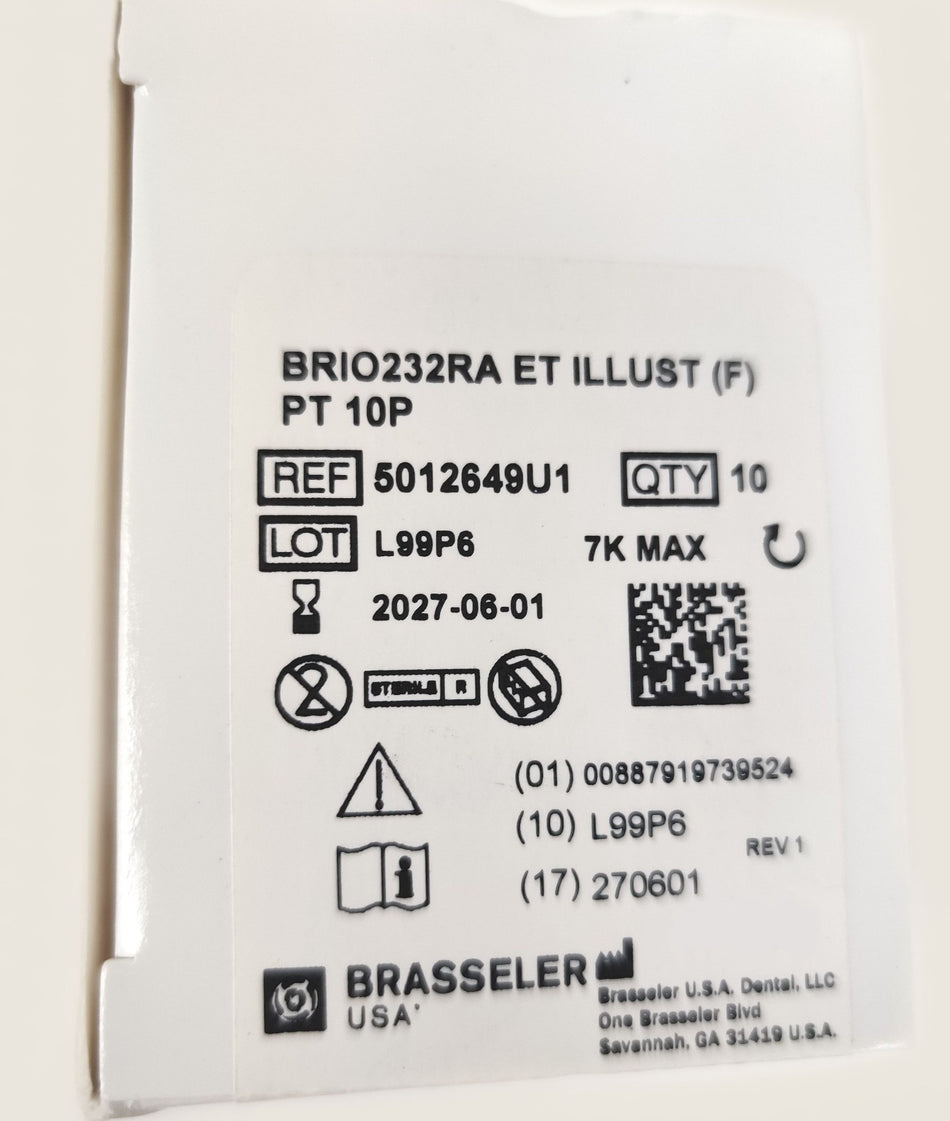 BRIO232RA ET ILLUST (F)
PT 10P
REF 5012649U1 QTY 10
LOT L99P6 7K MAX
2027-06-01
2 STERILE R
(01) 00887919739524
(10) L99P6
REV 1
(17) 270601
BRASSELER
USA
Brasseler U.S.A. Dental, LLC
One Brasseler Blvd
Savannah, GA 31419 U.S.A.